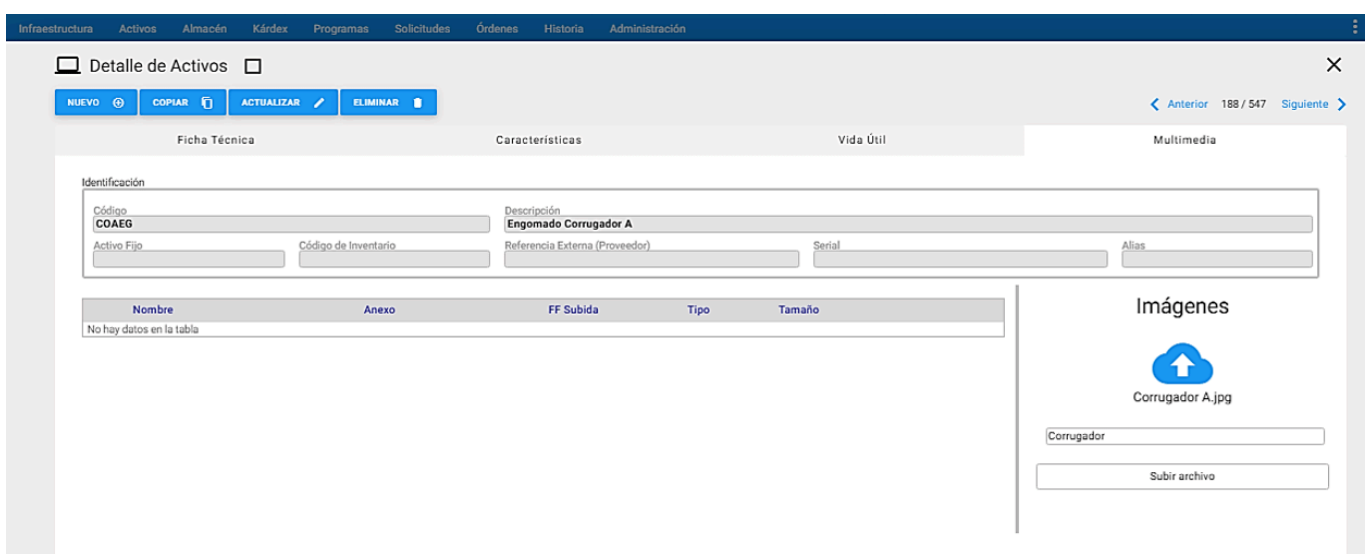 Infraestructura Activos Almacén Kárdex Programas Solicitudes Órdenes Historia Administración
Detalle de Activos
NUEVO COPIAR ACTUALIZAR ELIMINAR Anterior 188 / 547 Siguiente
Ficha Técnica Características Vida Útil Multimedia
Identificación
Código Descripción
COAEG Engomado Corrugador A
Activo Fijo Código de Inventario Referencia Externa (Proveedor) Serial Alias
Nombre Anexo FF Subida Tipo Tamaño
No hay datos en la tabla
Imágenes
Corrugador A.jpg
Corrugador
Subir archivo